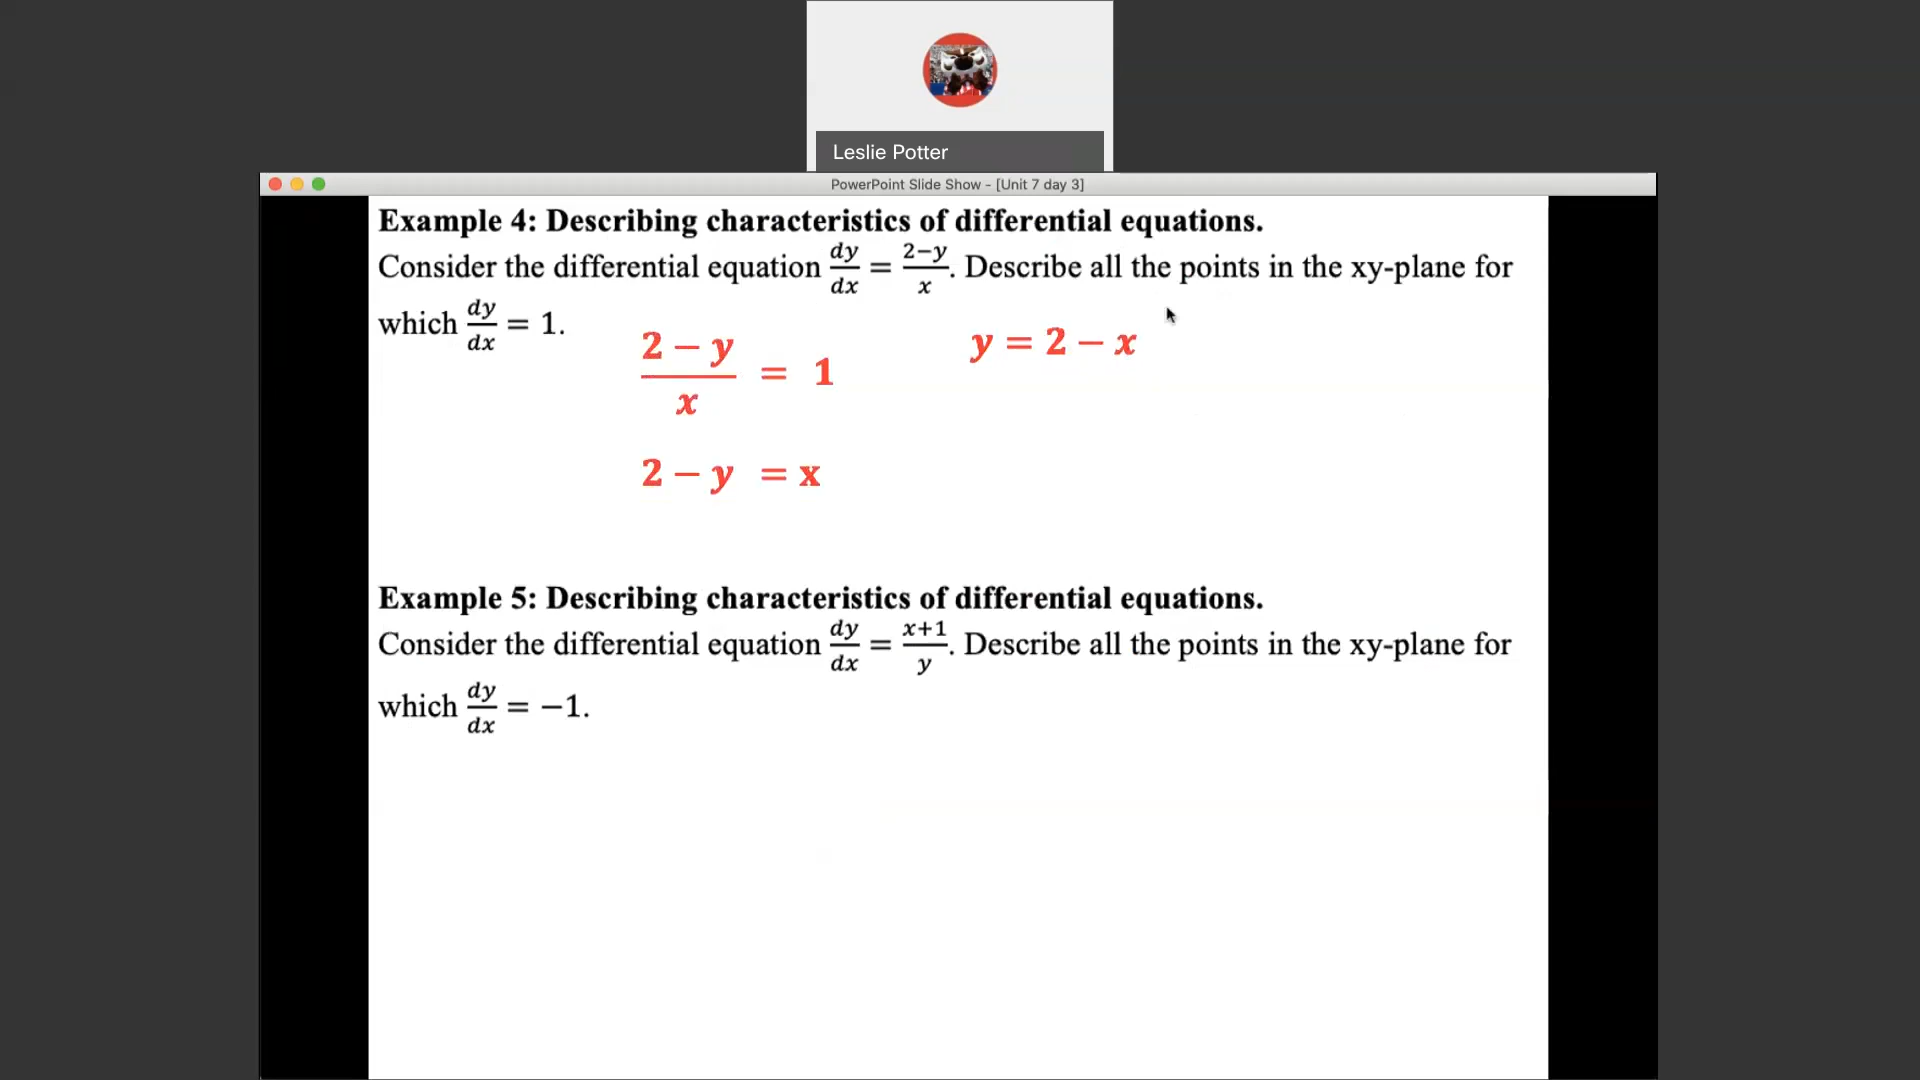 Leslie Potter
PowerPoint Slide Show - [Unit 7 day 3]
Example 4: Describing characteristics of differential equations.
Consider the differential equation dy/dx = 2−y/x. Describe all the points in the xy-plane for
which dy/dx = 1.
2 − y / x = 1
y = 2 − x
2 − y = x
Example 5: Describing characteristics of differential equations.
Consider the differential equation dy/dx = x+1/y. Describe all the points in the xy-plane for
which dy/dx = −1.